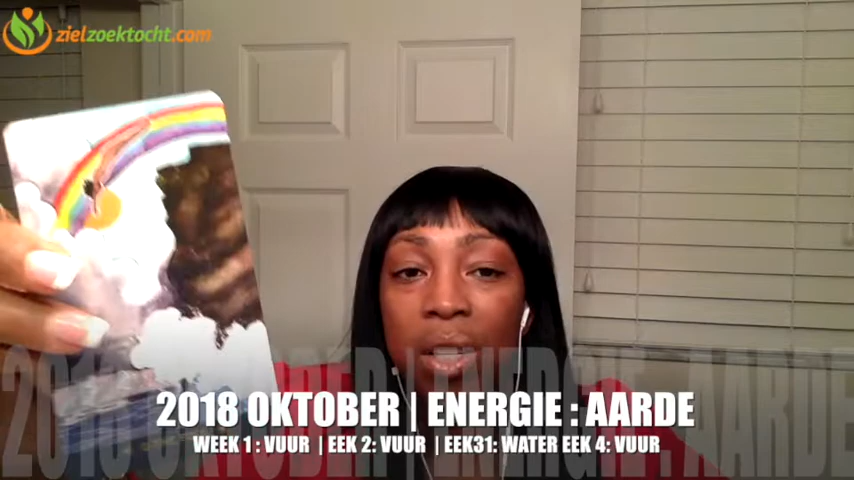 zielzoektocht.com
2018 OKTOBER | ENERGIE : AARDE
WEEK 1 : VUUR | EEK 2: VUUR | EEK31: WATER EEK 4: VUUR